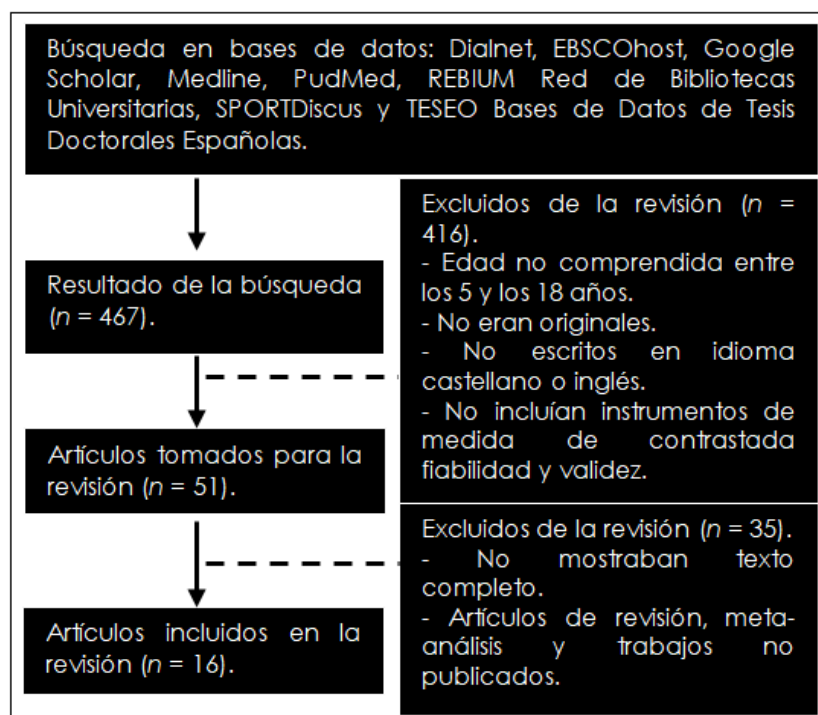 Búsqueda en bases de datos: Dialnet, EBSCOhost, Google
Scholar, Medline, PudMed, REBIUM Red de Bibliotecas
Universitarias, SPORTDiscus y TESEO Bases de Datos de Tesis
Doctorales Españolas.
Resultado de la búsqueda
(n = 467).
Excluidos de la revisión (n =
416).
- Edad no comprendida entre
los 5 y los 18 años.
- No eran originales.
- No escritos en idioma
castellano o inglés.
- No incluían instrumentos de
medida de contrastada
fiabilidad y validez.
Artículos tomados para la
revisión (n = 51).
Excluidos de la revisión (n = 35).
- No mostraban texto
completo.
- Artículos de revisión, meta-
análisis y trabajos no
publicados.
Artículos incluidos en la
revisión (n = 16).